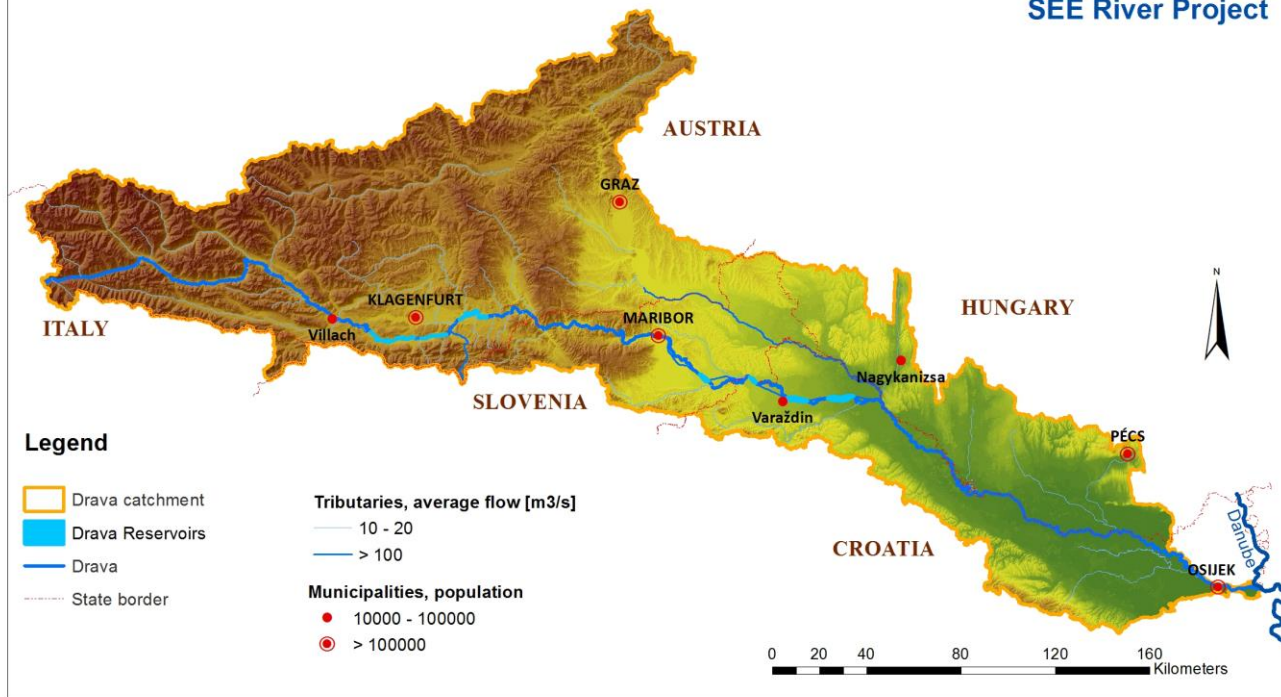 SEE River Project
AUSTRIA
GRAZ
HUNGARY
KLAGENFURT
ITALY
Villach
MARIBOR
Nagykanizsa
SLOVENIA
Varaždin
PÉCS
CROATIA
OSIJEK
Danube
N
Legend
Drava catchment
Drava Reservoirs
Drava
State border
Tributaries, average flow [m3/s]
10 - 20
> 100
Municipalities, population
10000 - 100000
> 100000
0 20 40 80 120 160
Kilometers